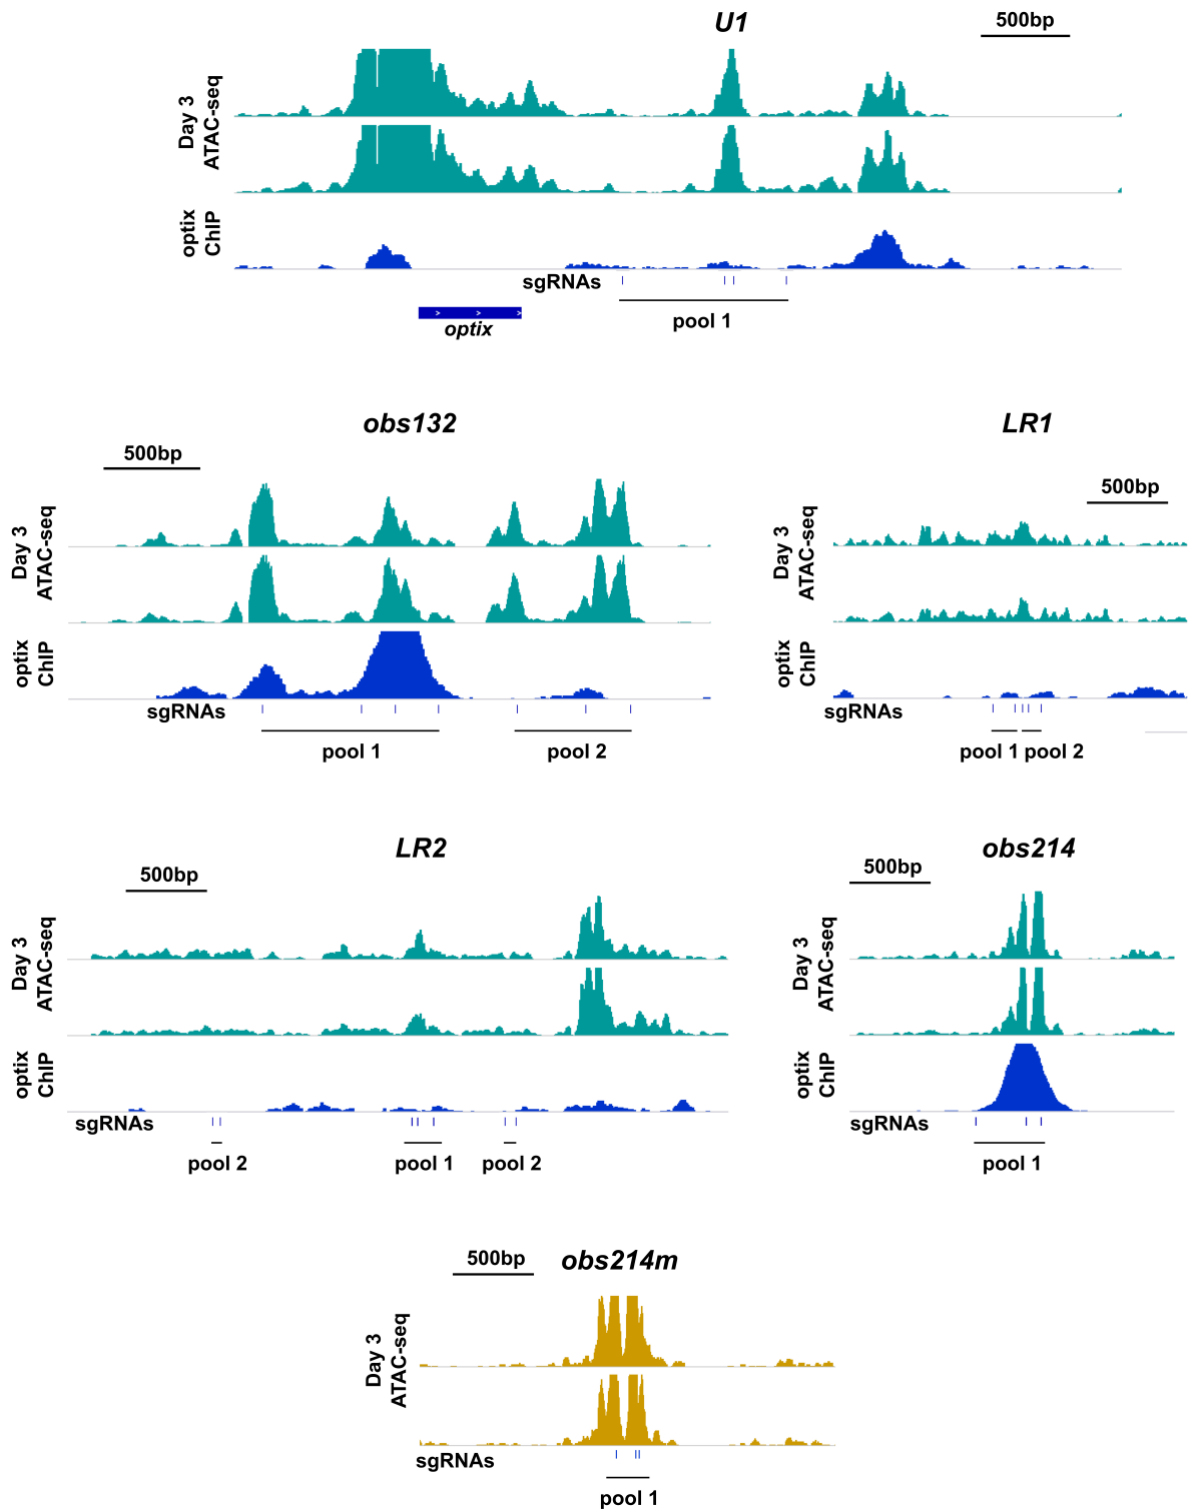 U1
500bp
Day 3
ATAC-seq
optix
ChIP
sgRNAs
pool 1
optix
obs132
500bp
Day 3
ATAC-seq
optix
ChIP
sgRNAs
pool 1
pool 2
LR1
500bp
Day 3
ATAC-seq
optix
ChIP
sgRNAs
pool 1 pool 2
LR2
500bp
Day 3
ATAC-seq
optix
ChIP
sgRNAs
pool 2
pool 1
pool 2
obs214
500bp
Day 3
ATAC-seq
optix
ChIP
sgRNAs
pool 1
500bp
obs214m
Day 3
ATAC-seq
sgRNAs
pool 1